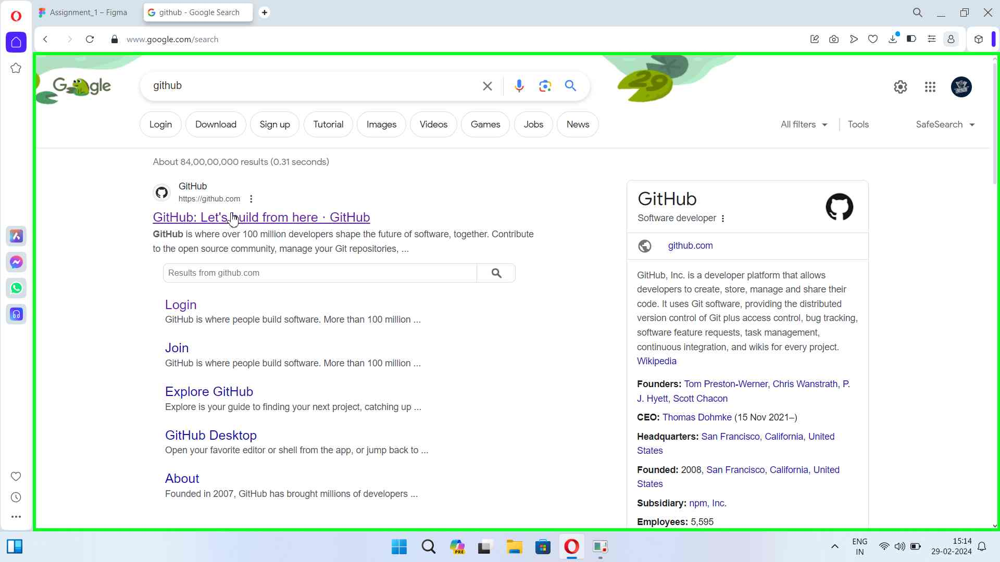 Assignment_1 – Figma
github - Google Search
www.google.com/search
Google
github
29
Login
Download
Sign up
Tutorial
Images
Videos
Games
Jobs
News
All filters
Tools
SafeSearch
About 84,00,00,000 results (0.31 seconds)
GitHub
https://github.com
GitHub: Let's build from here · GitHub
GitHub is where over 100 million developers shape the future of software, together. Contribute
to the open source community, manage your Git repositories, ...
Results from github.com
Login
GitHub is where people build software. More than 100 million ...
Join
GitHub is where people build software. More than 100 million ...
Explore GitHub
Explore is your guide to finding your next project, catching up ...
GitHub Desktop
Open your favorite editor or shell from the app, or jump back to ...
About
Founded in 2007, GitHub has brought millions of developers ...
GitHub
Software developer
github.com
GitHub, Inc. is a developer platform that allows
developers to create, store, manage and share their
code. It uses Git software, providing the distributed
version control of Git plus access control, bug tracking,
software feature requests, task management,
continuous integration, and wikis for every project.
Wikipedia
Founders: Tom Preston-Werner, Chris Wanstrath, P.
J. Hyett, Scott Chacon
CEO: Thomas Dohmke (15 Nov 2021–)
Headquarters: San Francisco, California, United
States
Founded: 2008, San Francisco, California, United
States
Subsidiary: npm, Inc.
Employees: 5,595
PRE
ENG
IN
15:14
29-02-2024